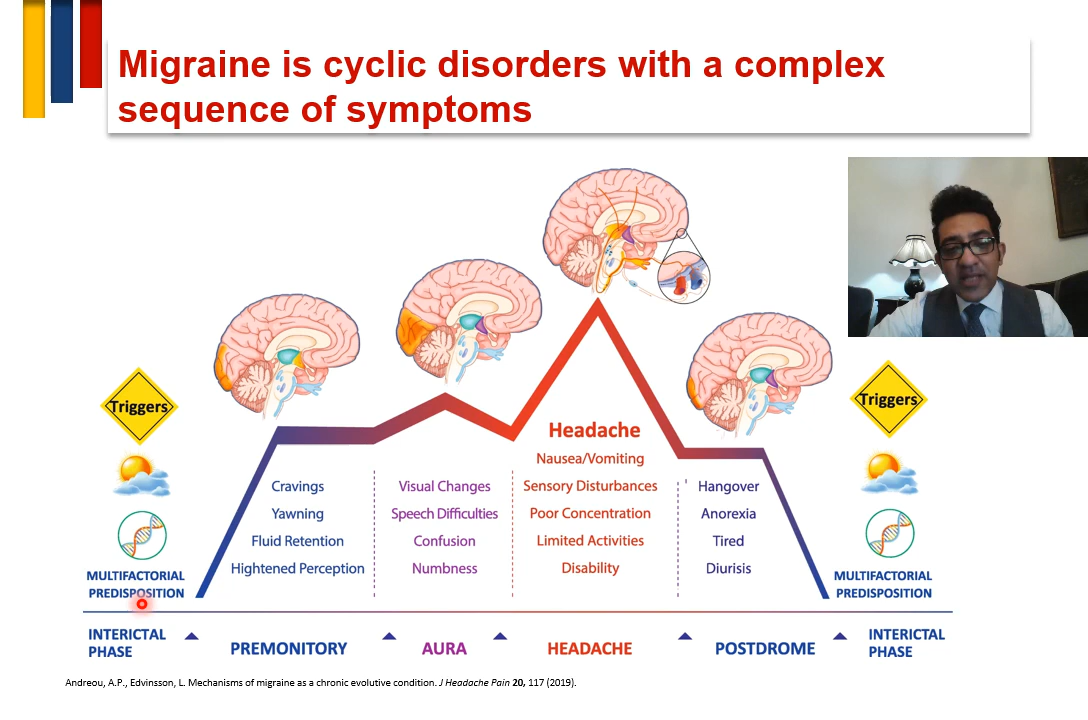 Migraine is cyclic disorders with a complex
sequence of symptoms
Triggers
MULTIFACTORIAL
PREDISPOSITION
INTERICTAL
PHASE
Cravings
Yawning
Fluid Retention
Hightened Perception
PREMONITORY
Visual Changes
Speech Difficulties
Confusion
Numbness
AURA
Headache
Nausea/Vomiting
Sensory Disturbances
Poor Concentration
Limited Activities
Disability
HEADACHE
Hangover
Anorexia
Tired
Diurisis
POSTDROME
Triggers
MULTIFACTORIAL
PREDISPOSITION
INTERICTAL
PHASE
Andreou, A.P., Edvinsson, L. Mechanisms of migraine as a chronic evolutive condition. J Headache Pain 20, 117 (2019).